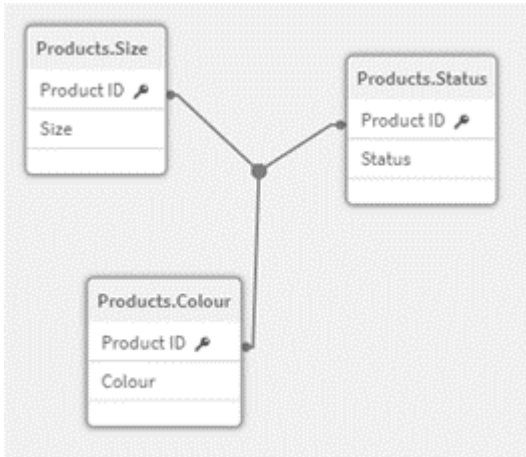 Products.Size
Product ID
Size
Products.Status
Product ID
Status
Products.Colour
Product ID
Colour